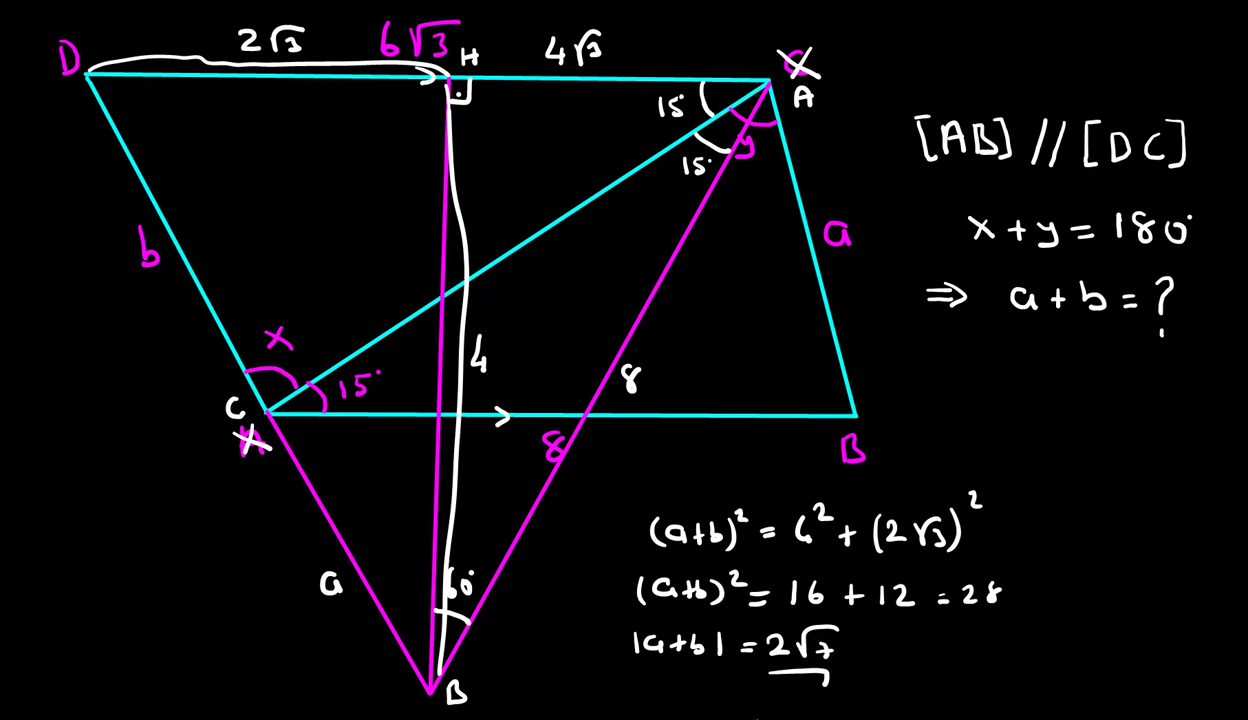 2√3
6√3
4√3
D
H
C
A
15°
15°
y
[AB] // [DC]
x + y = 180°
⇒ a + b = ?
b
a
x
15°
4
8
C
A
8
B
a
60°
B
(a+b)² = 4² + (2√3)²
(a+b)² = 16 + 12 = 28
|a+b| = 2√7